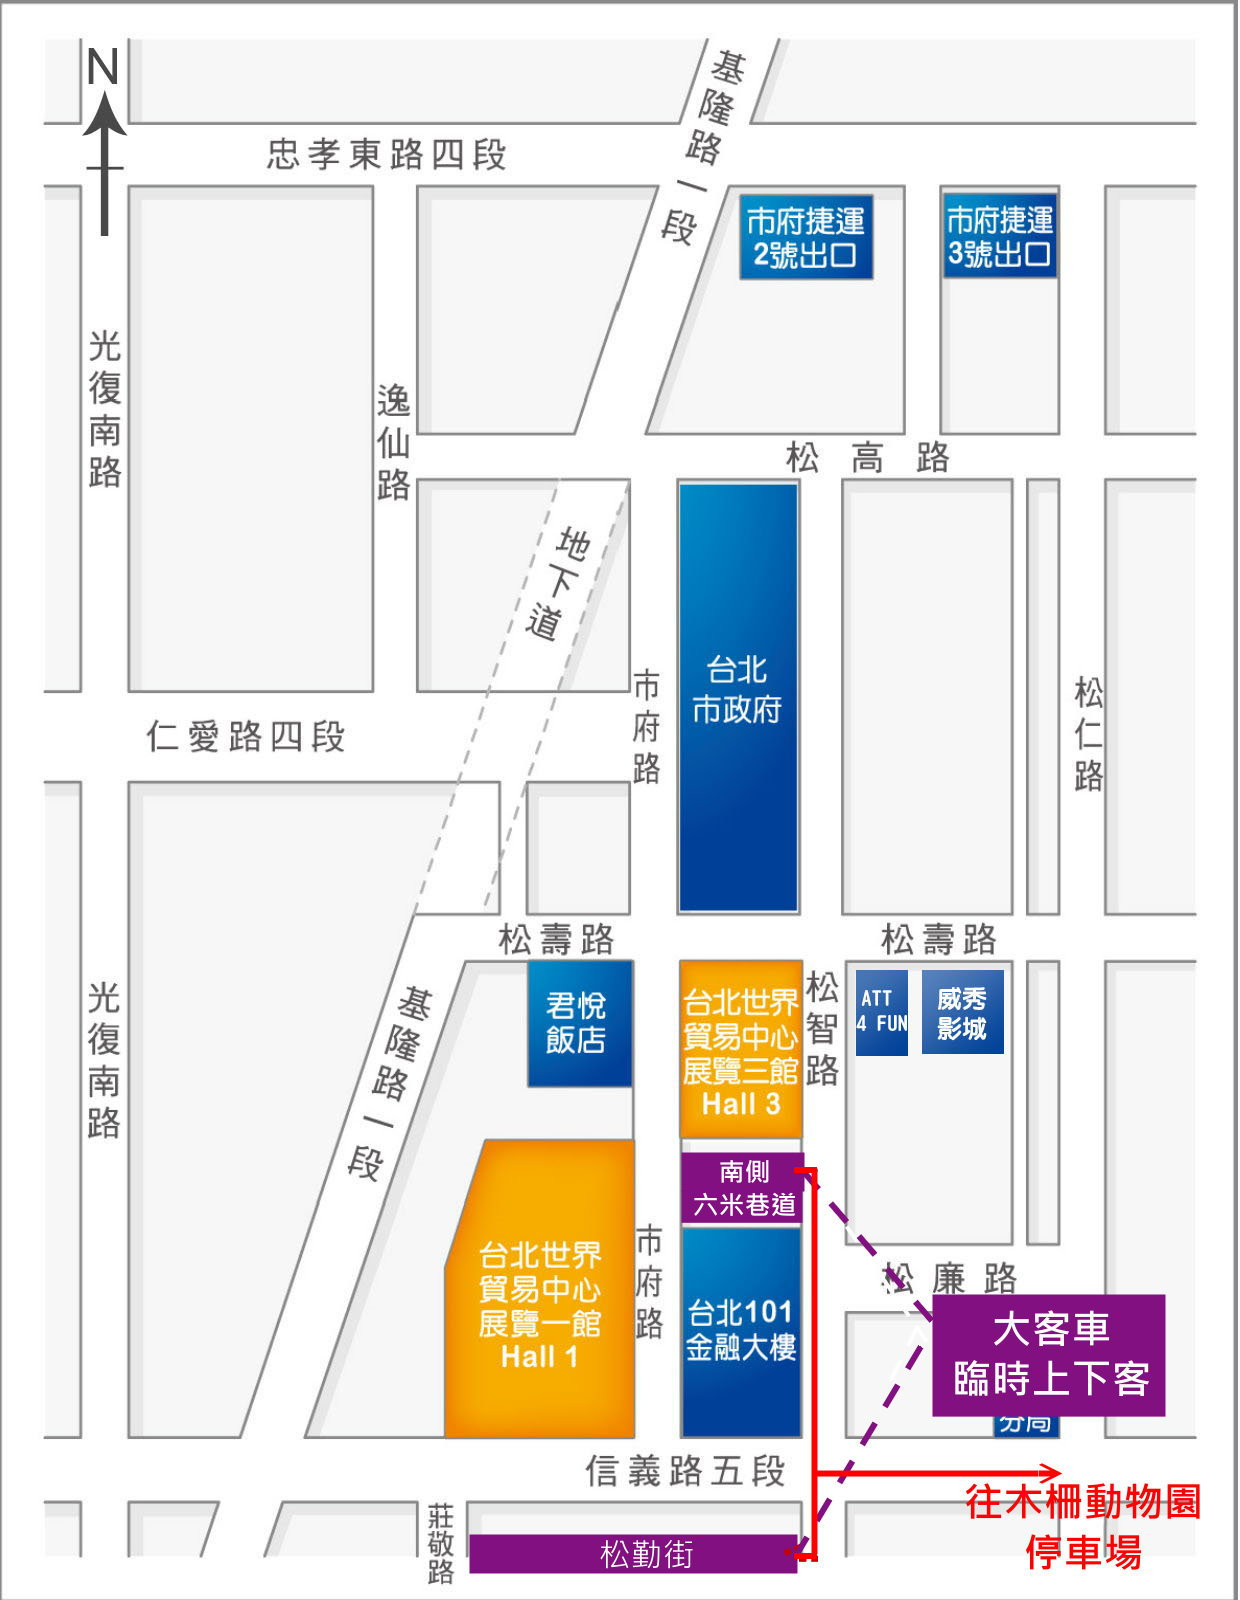 N
基隆路一段
忠孝東路四段
市府捷運
2號出口
市府捷運
3號出口
光復南路
逸仙路
松高路
地下道
台北
市政府
市府路
松仁路
仁愛路四段
松壽路
松壽路
君悅
飯店
台北世界
貿易中心
展覽三館
Hall 3
松智路
ATT
4 FUN
威秀
影城
光復南路
基隆路一段
南側
六米巷道
台北世界
貿易中心
展覽一館
Hall 1
市府路
台北101
金融大樓
松廉路
大客車
臨時上下客
分局
信義路五段
往木柵動物園
停車場
莊敬路
松勤街